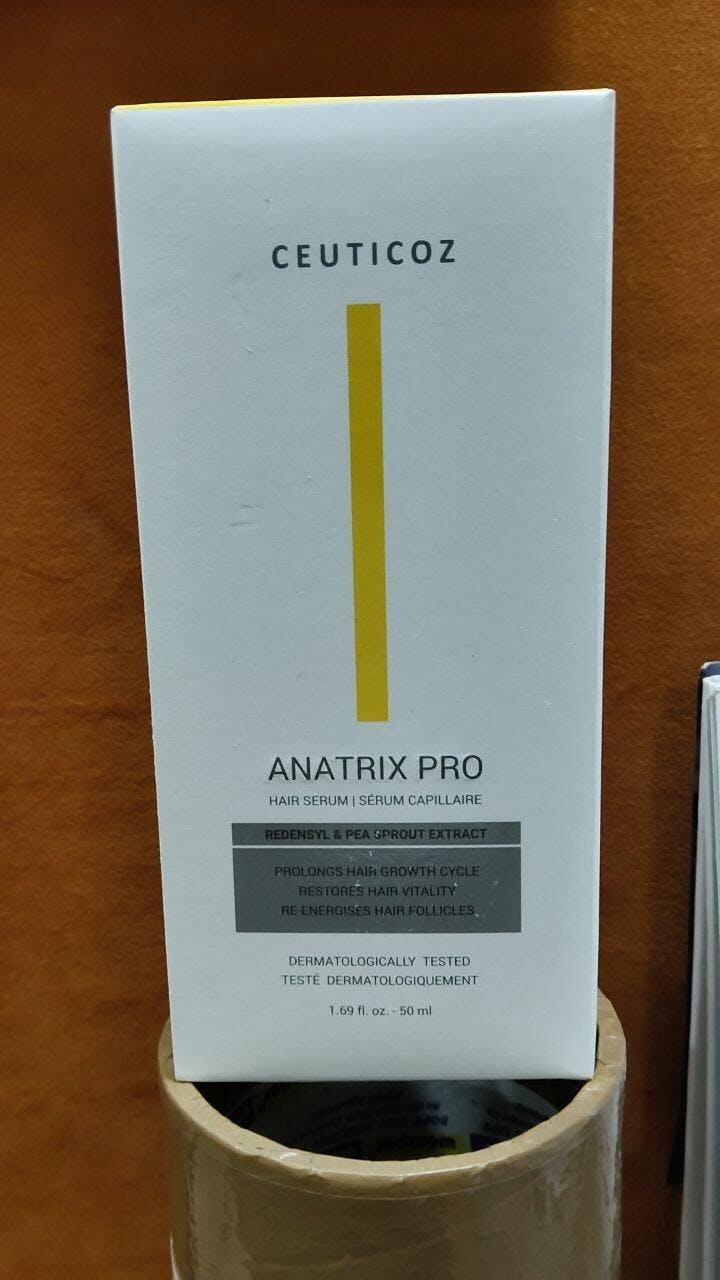 CEUTICOZ
ANATRIX PRO
HAIR SERUM | SÉRUM CAPILLAIRE
REDENSYL & PEA SPROUT EXTRACT
PROLONGS HAIR GROWTH CYCLE
RESTORES HAIR VITALITY
RE-ENERGISES HAIR FOLLICLES
DERMATOLOGICALLY TESTED
TESTÉ DERMATOLOGIQUEMENT
1.69 fl. oz. - 50 ml